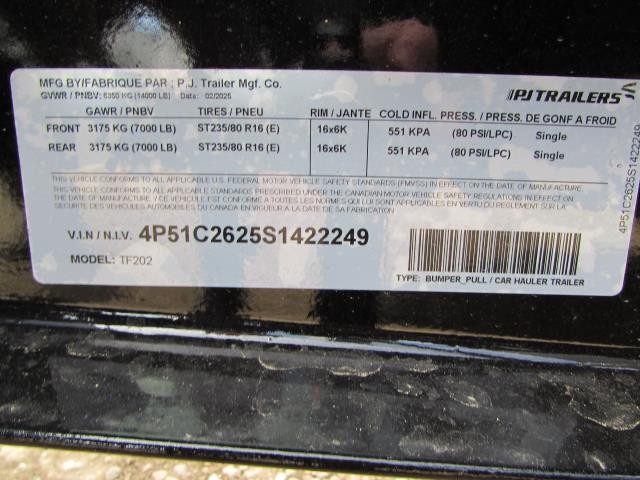 MFG BY/FABRIQUE PAR : P.J. Trailer Mfg. Co.
GVWR / PNBV: 6350 KG (14000 LB) Date: 02/2025
PJTRAILERS
GAWR / PNBV TIRES / PNEU RIM / JANTE COLD INFL. PRESS. / PRESS. DE GONF A FROID
FRONT 3175 KG (7000 LB) ST235/80 R16 (E) 16x6K 551 KPA (80 PSI/LPC) Single
REAR 3175 KG (7000 LB) ST235/80 R16 (E) 16x6K 551 KPA (80 PSI/LPC) Single
THIS VEHICLE CONFORMS TO ALL APPLICABLE U.S. FEDERAL MOTOR VEHICLE SAFETY STANDARDS (FMVSS) IN EFFECT ON THE DATE OF MANUFACTURE
THIS VEHICLE CONFORMS TO ALL APPLICABLE STANDARDS PRESCRIBED UNDER THE CANADIAN MOTOR VEHICLE SAFETY REGULATIONS IN EFFECT ON THE DATE OF MANUFACTURE / CE VEHICULE EST CONFORME A TOUTES LES NORMES QUI LUI SONT APPLICABLES EN VERTU DU REGLEMENT SUR LA SECURITE DES VEHICULES AUTOMOBILES DU CANADA EN VIGUEUR A LA DATE DE SA FABRICATION
V.I.N / N.I.V. 4P51C2625S1422249
MODEL: TF202
TYPE: BUMPER_PULL / CAR HAULER TRAILER
4P51C2625S1422249